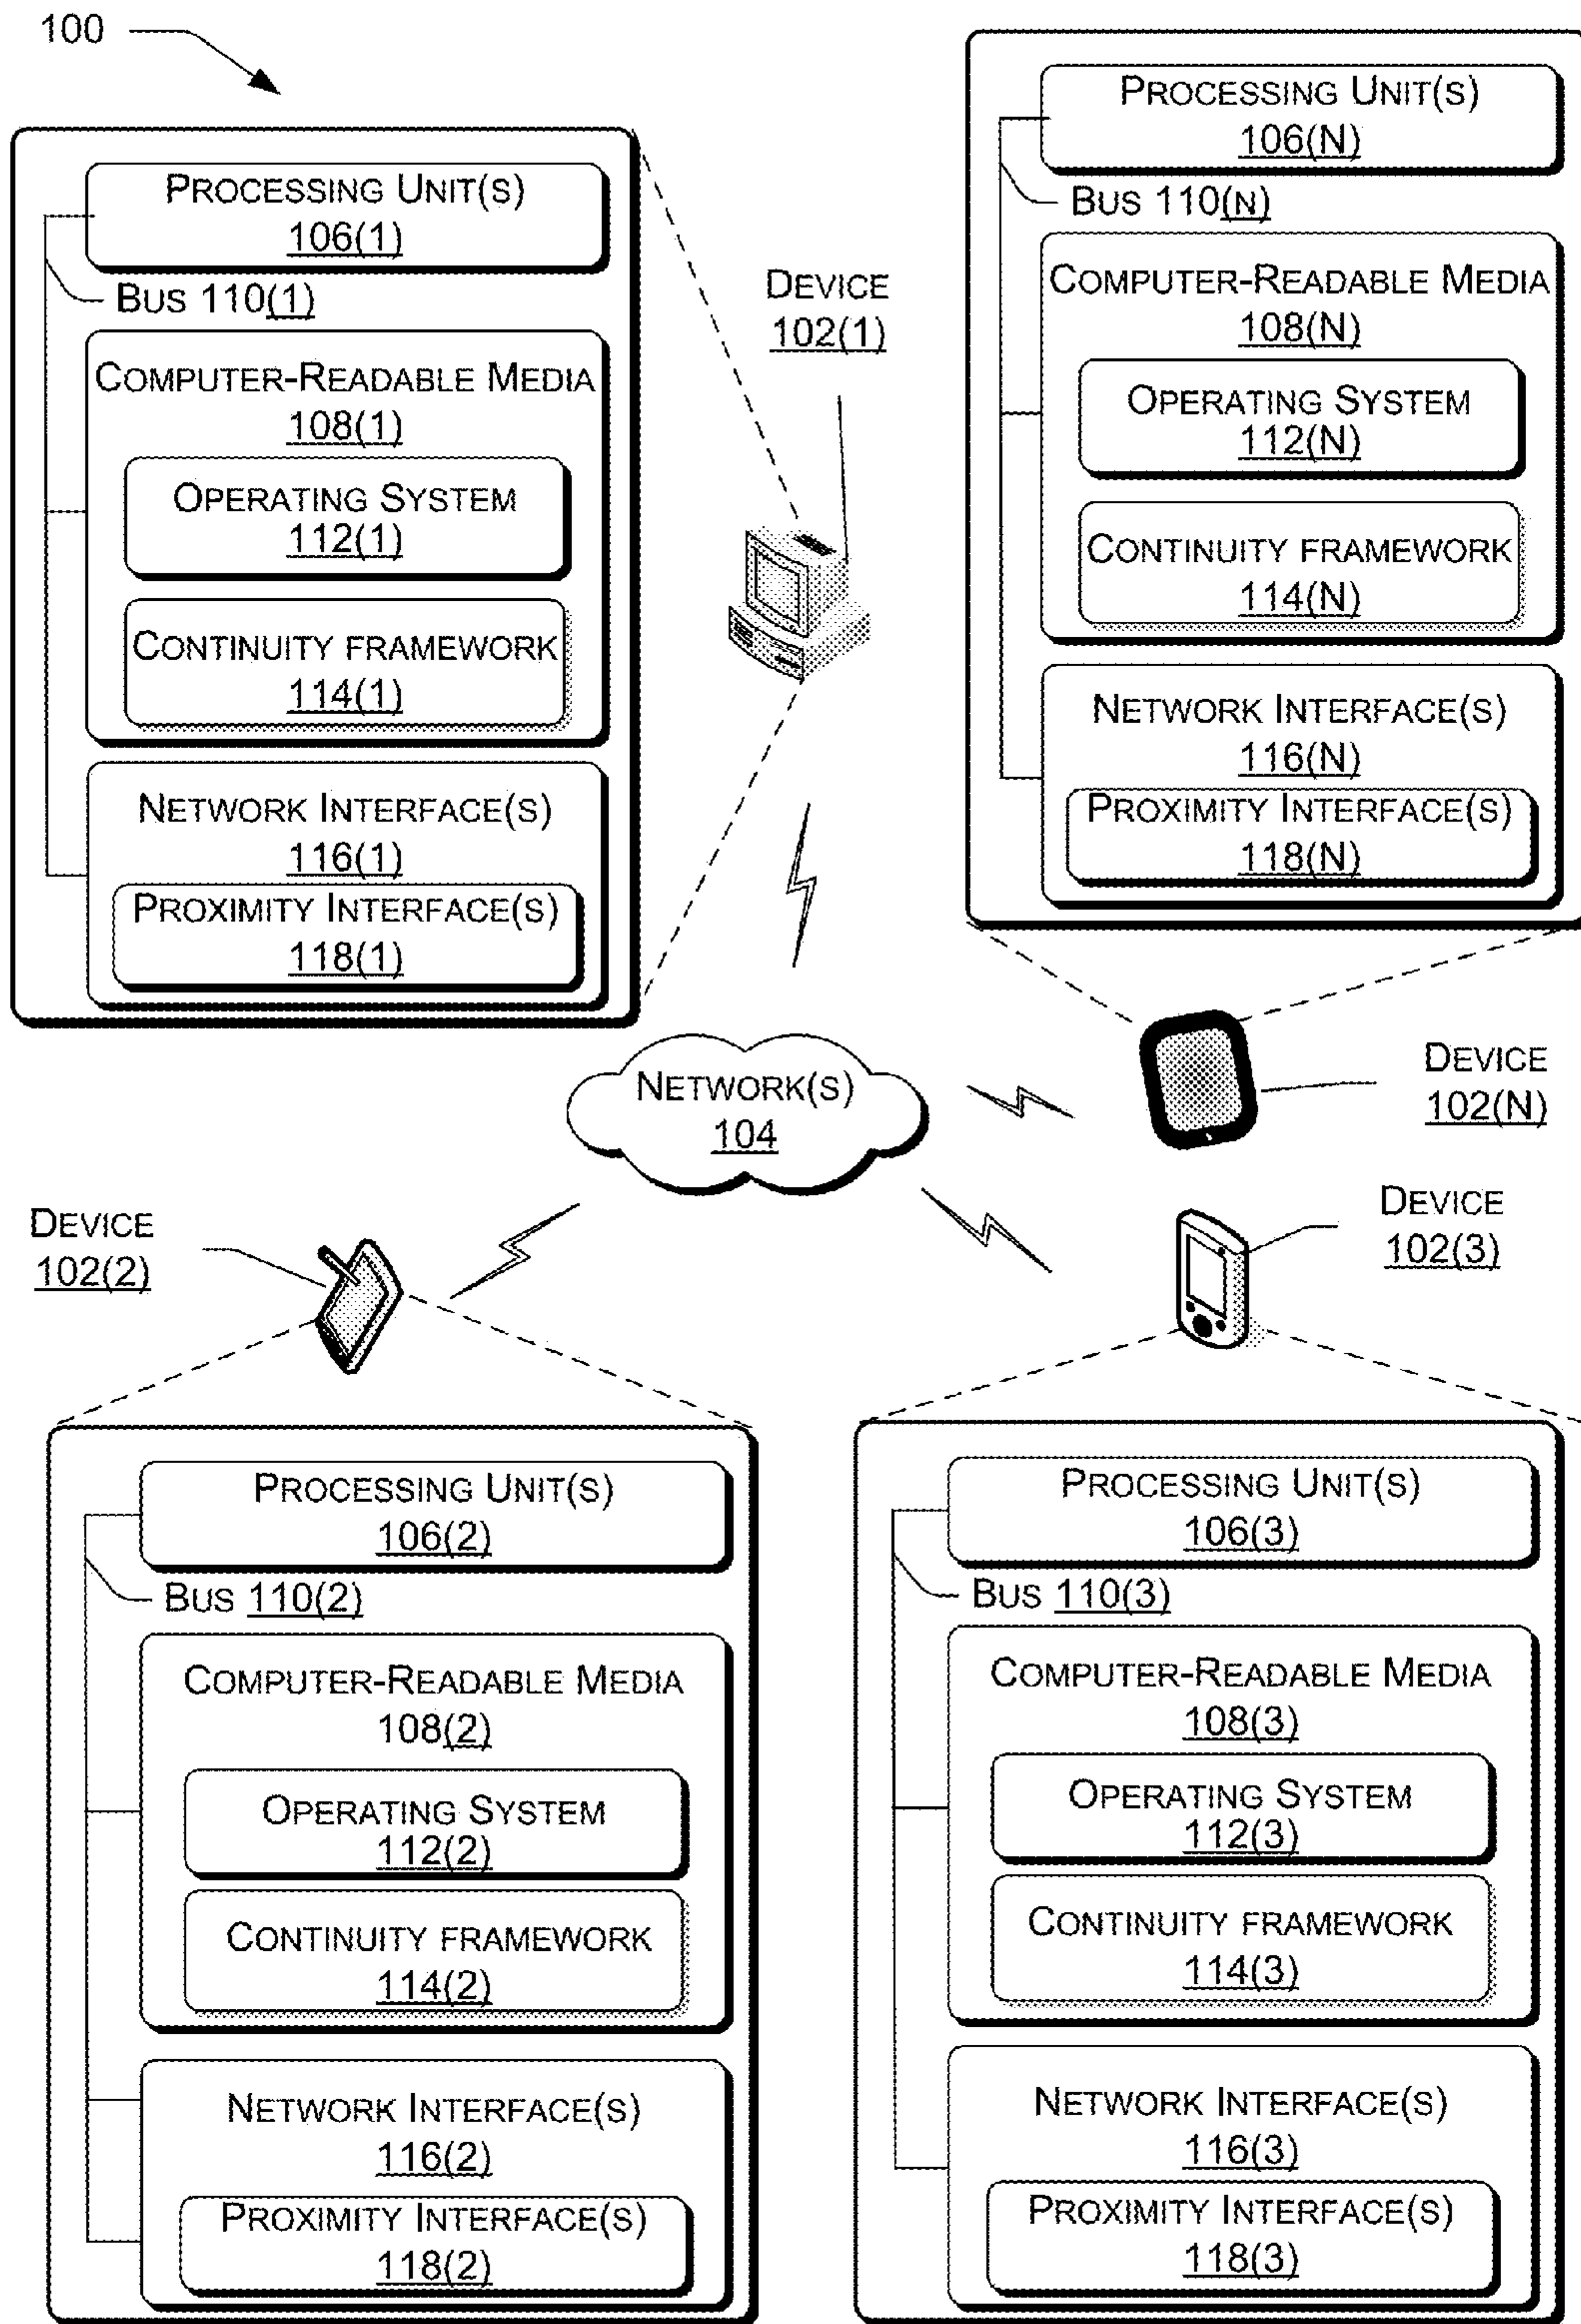 100
PROCESSING UNIT(S)
106(1)
BUS 110(1)
COMPUTER-READABLE MEDIA
108(1)
OPERATING SYSTEM
112(1)
CONTINUITY FRAMEWORK
114(1)
NETWORK INTERFACE(S)
116(1)
PROXIMITY INTERFACE(S)
118(1)
DEVICE
102(1)
PROCESSING UNIT(S)
106(N)
BUS 110(N)
COMPUTER-READABLE MEDIA
108(N)
OPERATING SYSTEM
112(N)
CONTINUITY FRAMEWORK
114(N)
NETWORK INTERFACE(S)
116(N)
PROXIMITY INTERFACE(S)
118(N)
NETWORK(S)
104
DEVICE
102(N)
DEVICE
102(2)
DEVICE
102(3)
PROCESSING UNIT(S)
106(2)
BUS 110(2)
COMPUTER-READABLE MEDIA
108(2)
OPERATING SYSTEM
112(2)
CONTINUITY FRAMEWORK
114(2)
NETWORK INTERFACE(S)
116(2)
PROXIMITY INTERFACE(S)
118(2)
PROCESSING UNIT(S)
106(3)
BUS 110(3)
COMPUTER-READABLE MEDIA
108(3)
OPERATING SYSTEM
112(3)
CONTINUITY FRAMEWORK
114(3)
NETWORK INTERFACE(S)
116(3)
PROXIMITY INTERFACE(S)
118(3)